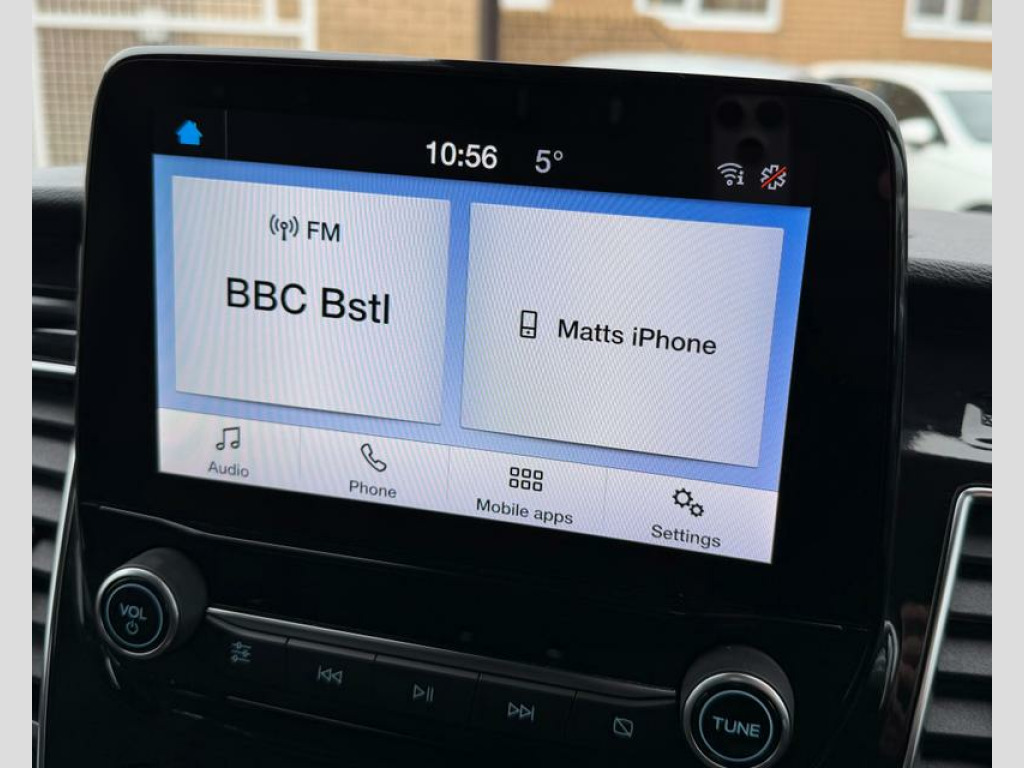 10:56 5°
FM
BBC Bstl
Matts iPhone
Audio
Phone
Mobile apps
Settings
VOL
TUNE